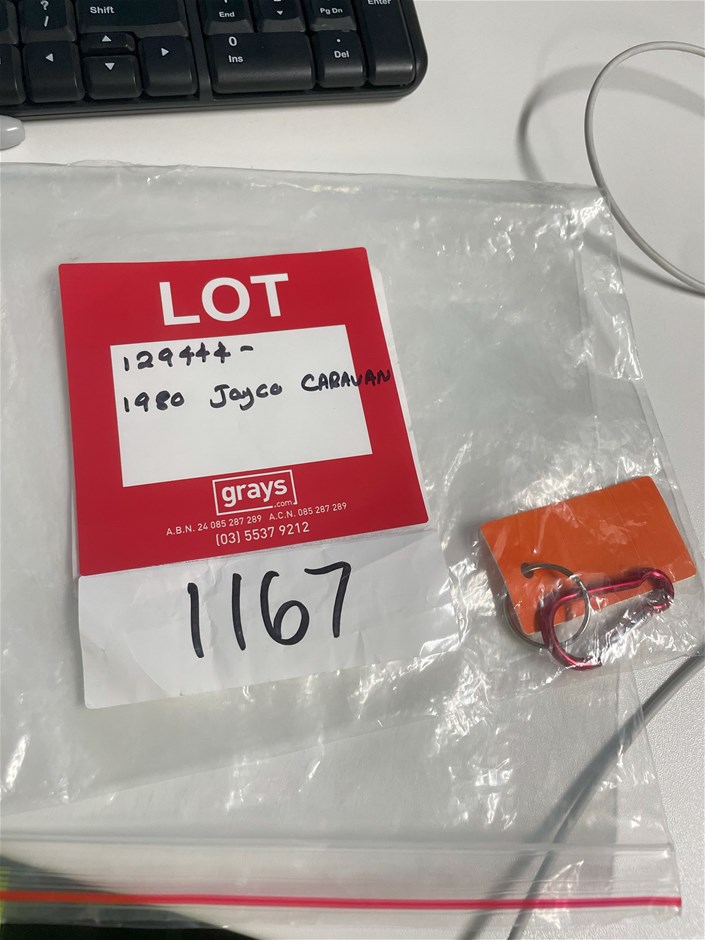 ?
/
Shift
1
End
Pg Dn
Enter
0
Ins
.
Del
LOT
129444-
1980 Jayco CARAVAN
grays
.com
A.B.N. 24 085 287 289 A.C.N. 085 287 289
(03) 5537 9212
1167